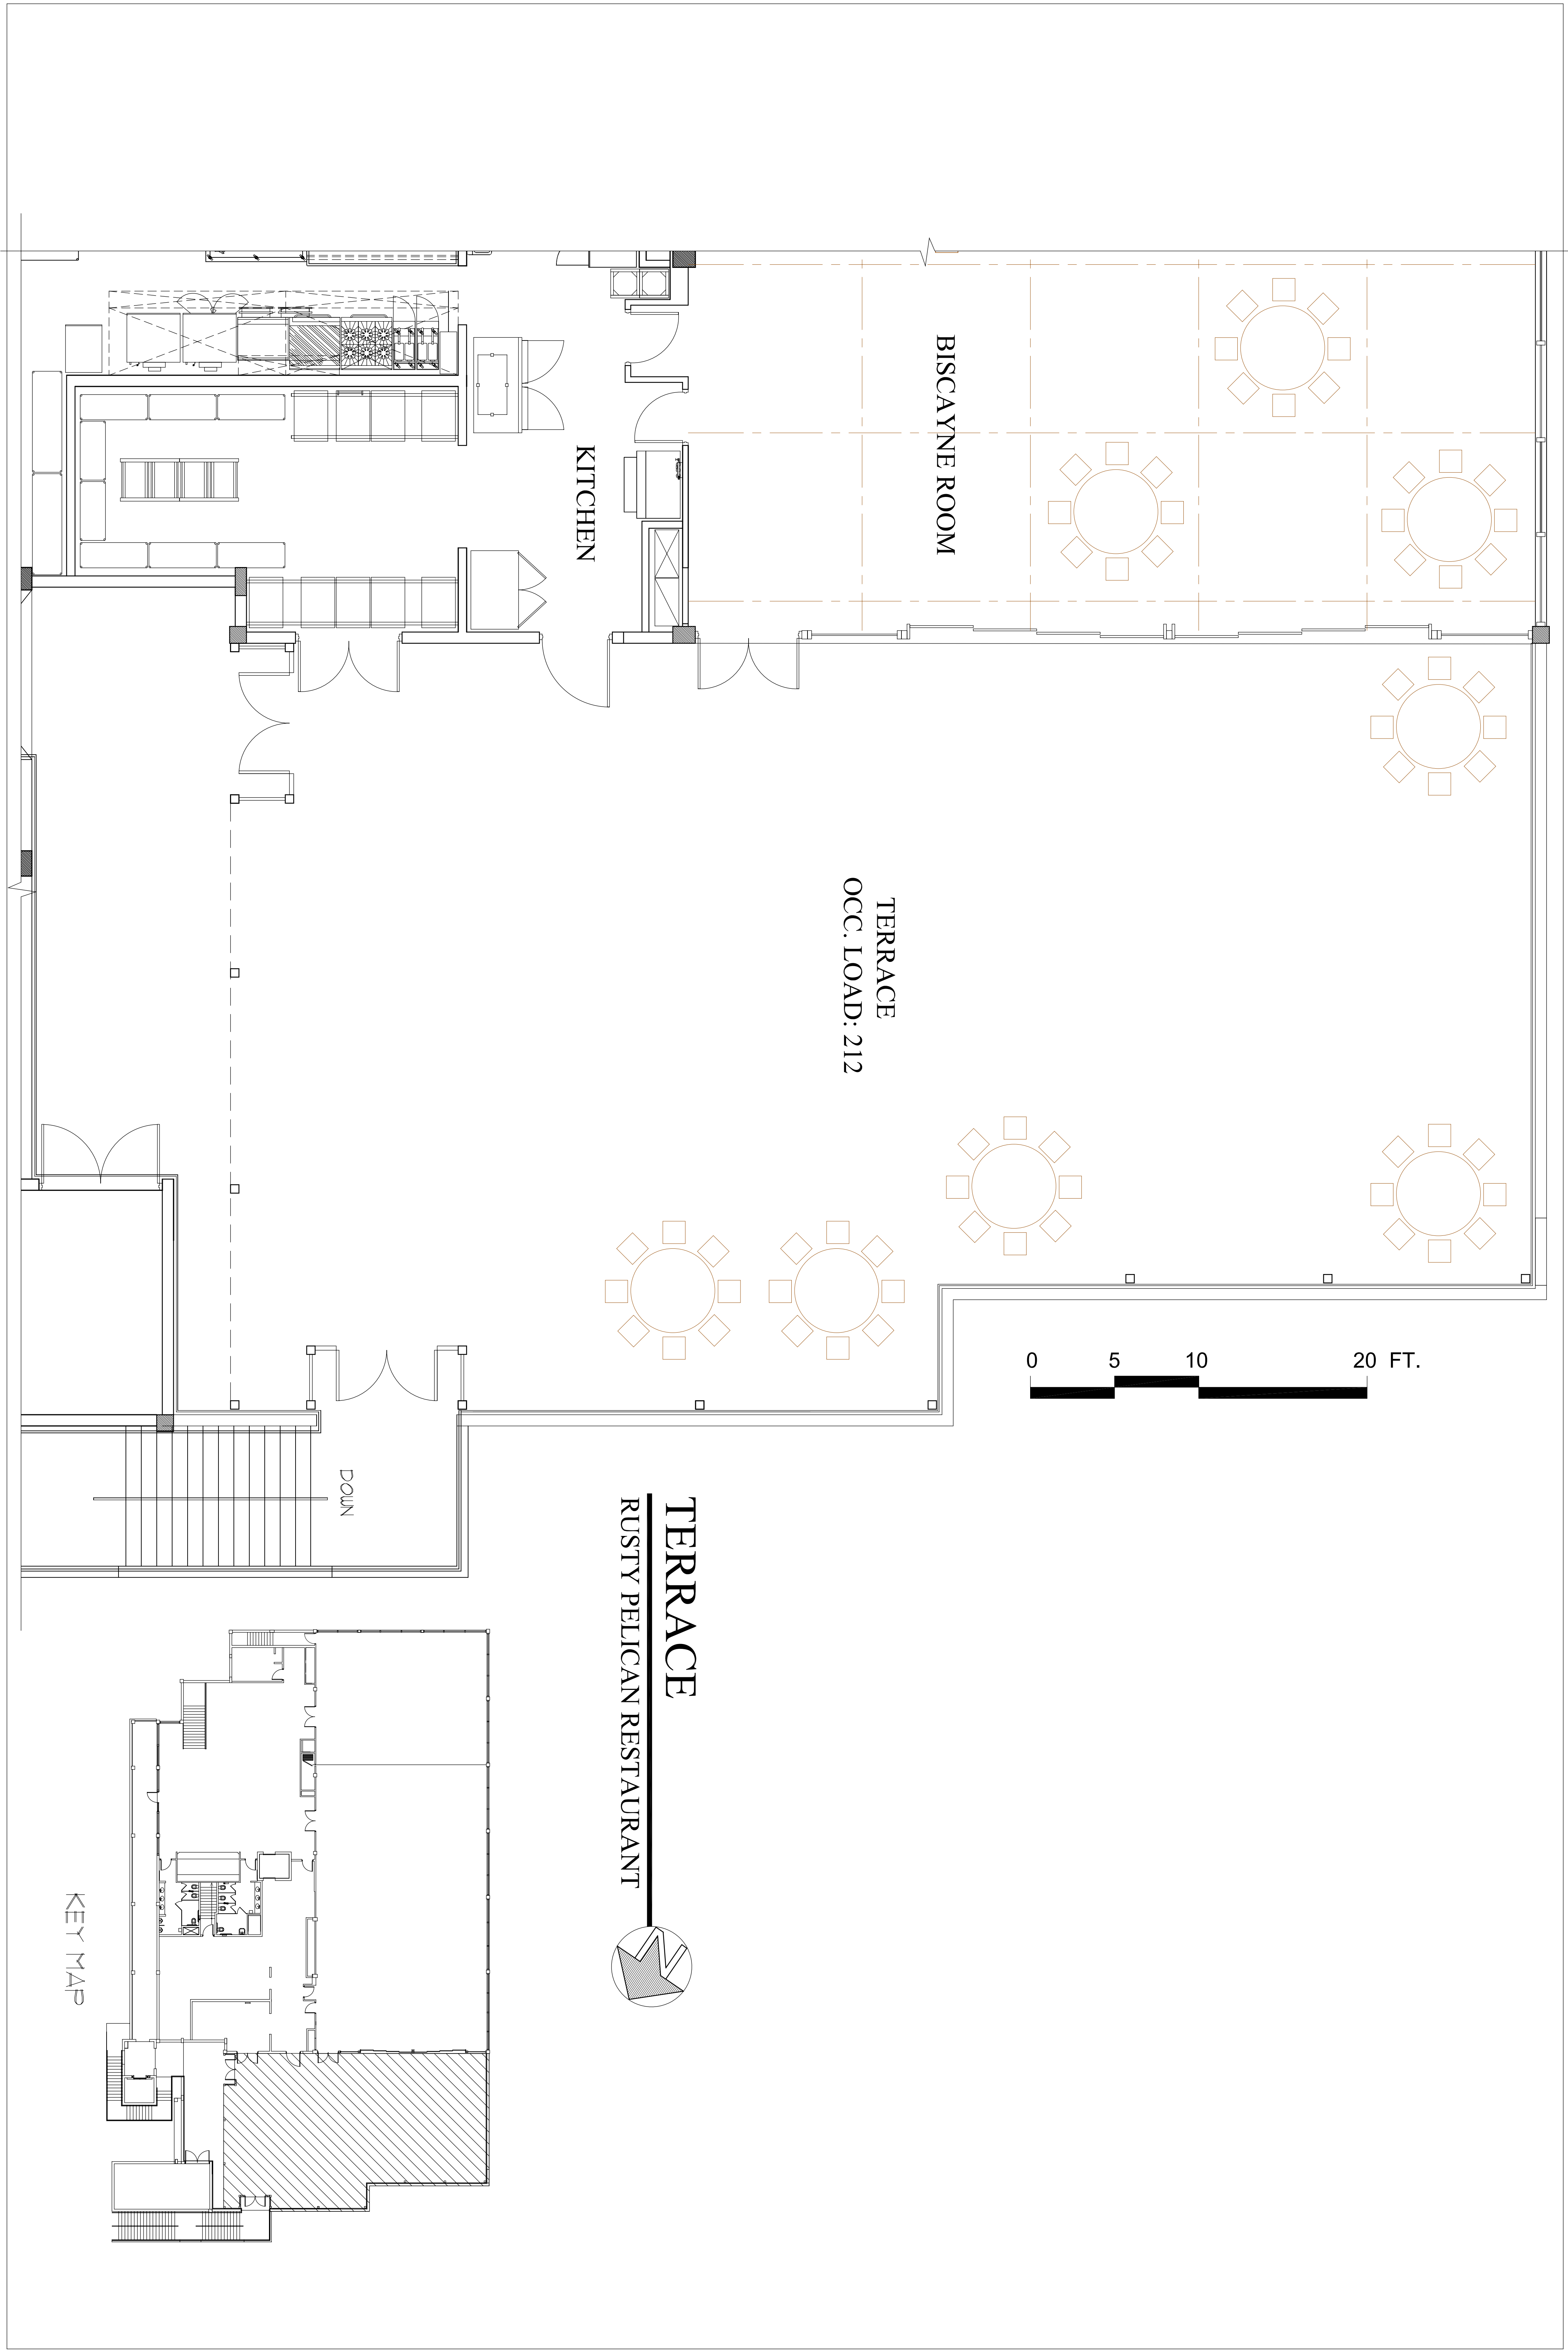 BISCAYNE ROOM
KITCHEN
TERRACE
OCC. LOAD: 212
0 5 10 20 FT.
DOWN
TERRACE
RUSTY PELICAN RESTAURANT
N
KEY MAP